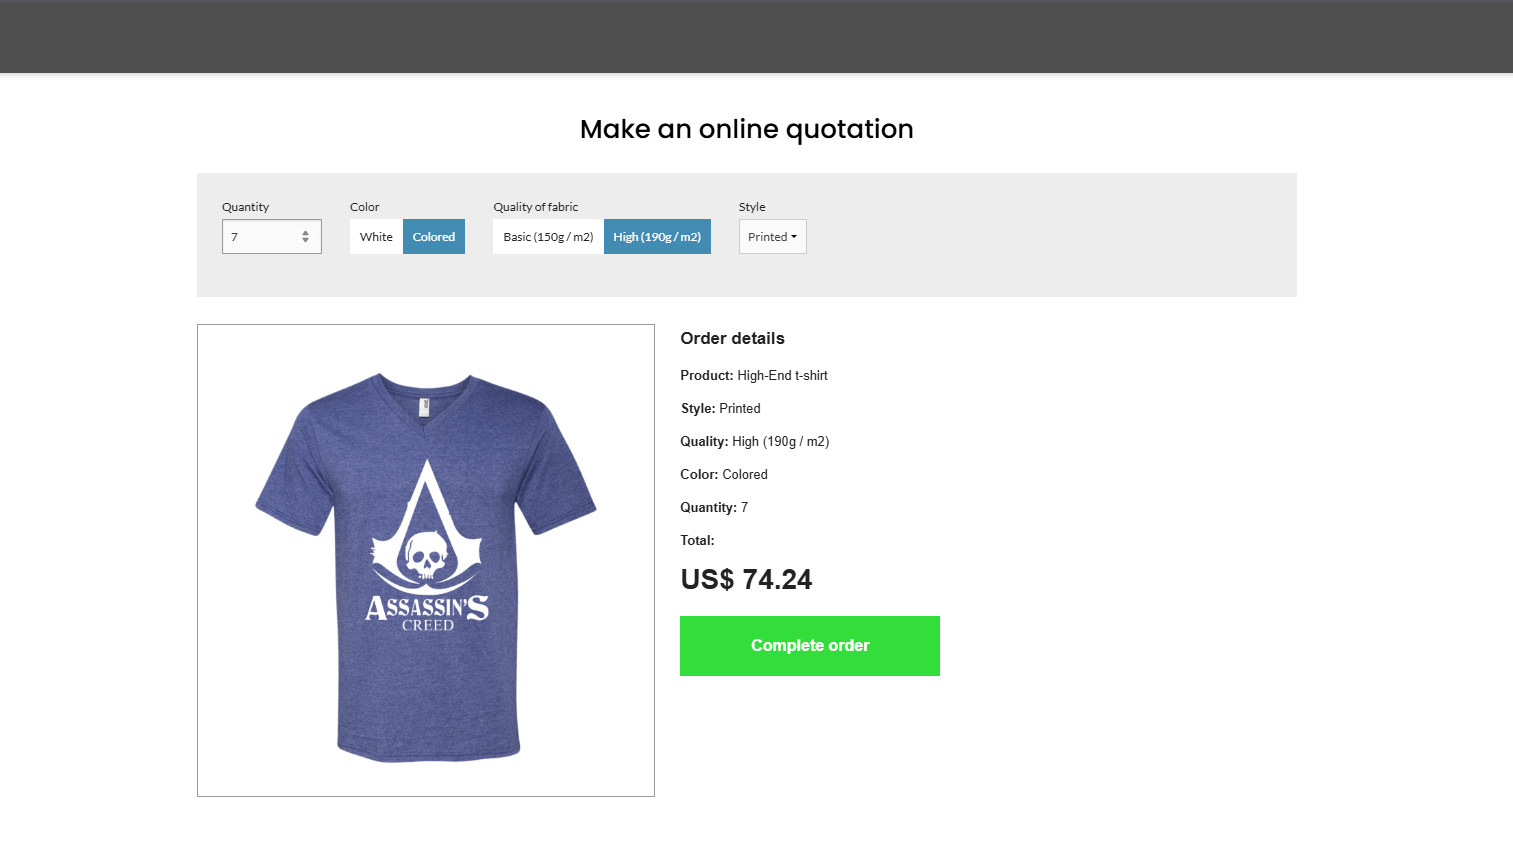 Make an online quotation
Quantity
Color
Quality of fabric
Style
7
White
Colored
Basic (150g / m2)
High (190g / m2)
Printed
Order details
Product: High-End t-shirt
Style: Printed
Quality: High (190g / m2)
Color: Colored
Quantity: 7
Total:
US$ 74.24
Complete order
ASSASSIN'S
CREED